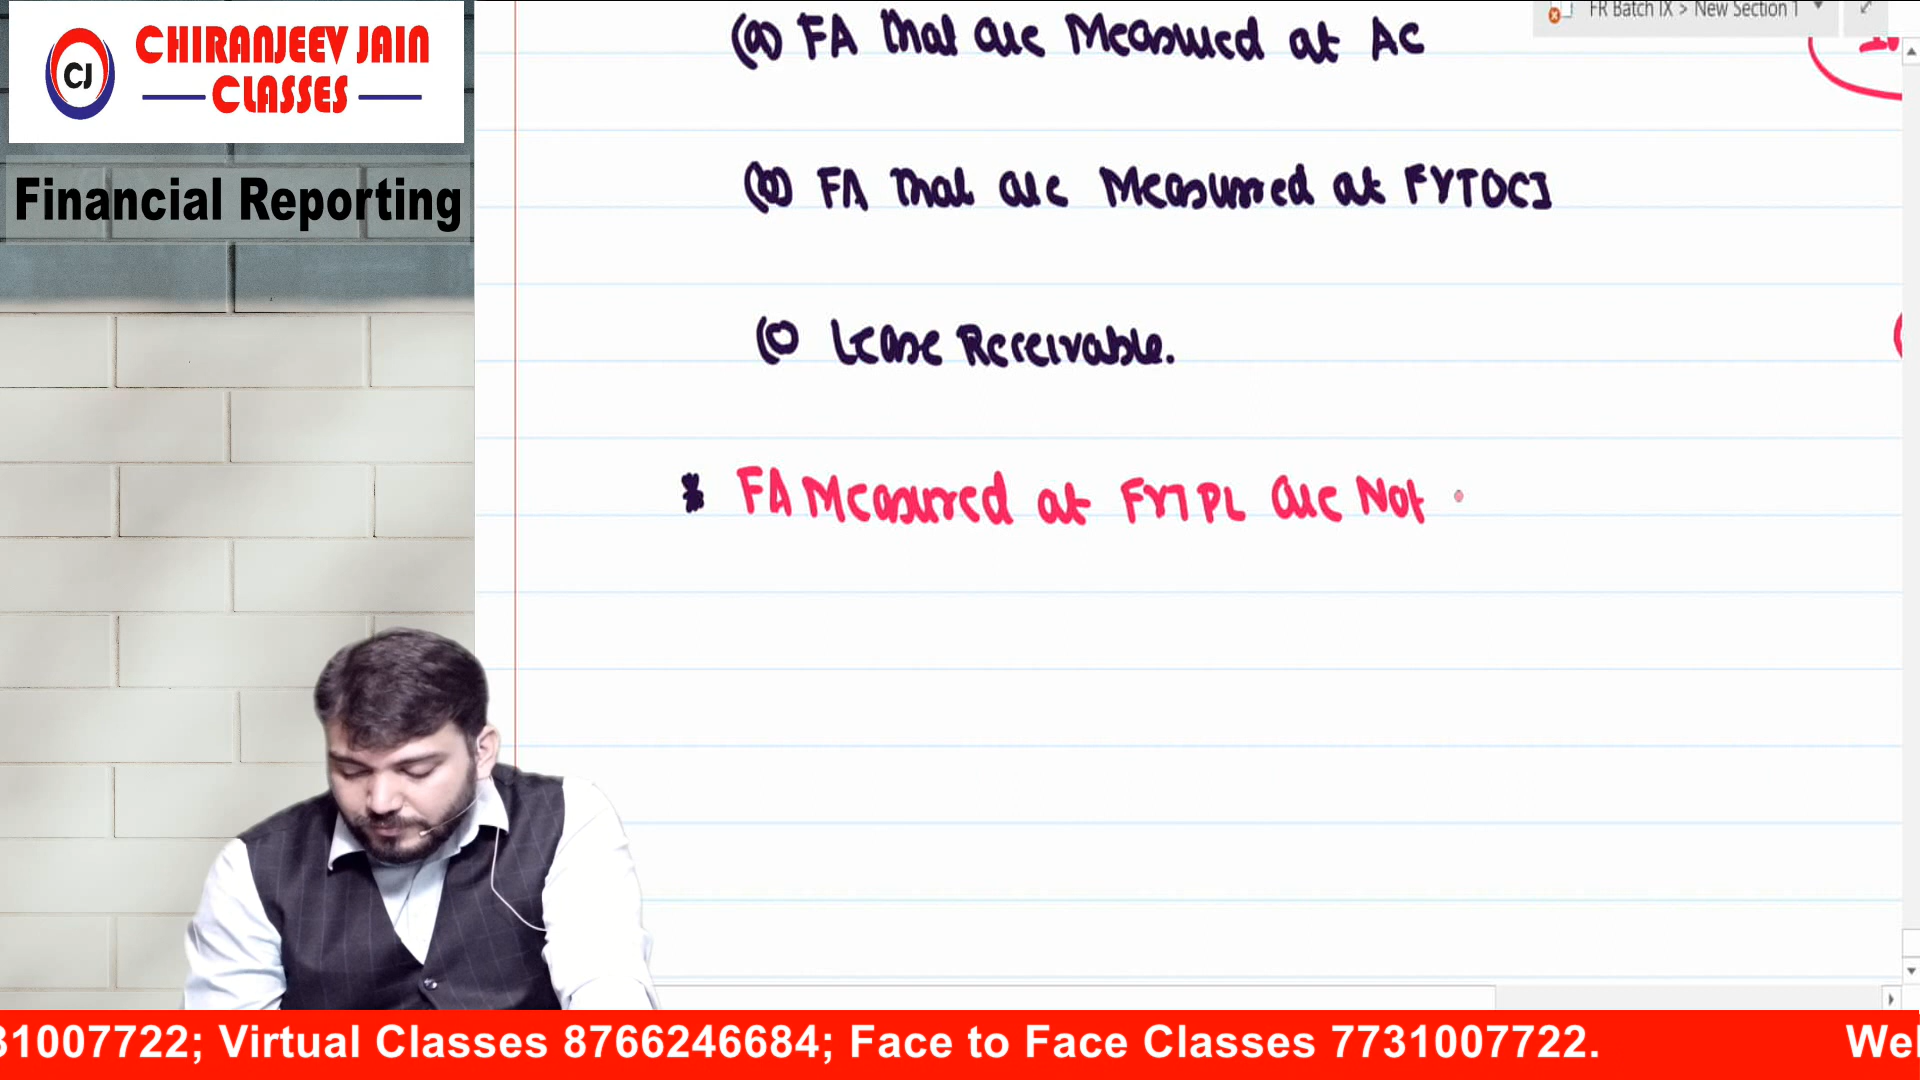 CHIRANJEEV JAIN
CLASSES
CJ
Financial Reporting
FR Batch IX > New Section 1
(a) FA that are Measured at AC
(b) FA that are Measured at FVTOCI
(c) Lease Receivable.
* FA Measured at FVTPL are Not
31007722; Virtual Classes 8766246684; Face to Face Classes 7731007722.
Wel